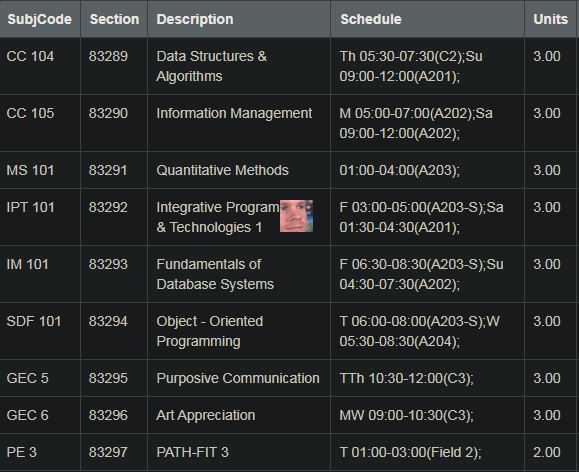 SubjCode Section Description Schedule Units
CC 104 83289 Data Structures & Th 05:30-07:30(C2);Su 3.00
Algorithms 09:00-12:00(A201);
CC 105 83290 Information Management M 05:00-07:00(A202);Sa 3.00
09:00-12:00(A202);
MS 101 83291 Quantitative Methods 01:00-04:00(A203); 3.00
IPT 101 83292 Integrative Program F 03:00-05:00(A203-S);Sa 3.00
& Technologies 1 01:30-04:30(A201);
IM 101 83293 Fundamentals of F 06:30-08:30(A203-S);Su 3.00
Database Systems 04:30-07:30(A202);
SDF 101 83294 Object - Oriented T 06:00-08:00(A203-S);W 3.00
Programming 05:30-08:30(A204);
GEC 5 83295 Purposive Communication TTh 10:30-12:00(C3); 3.00
GEC 6 83296 Art Appreciation MW 09:00-10:30(C3); 3.00
PE 3 83297 PATH-FIT 3 T 01:00-03:00(Field 2); 2.00